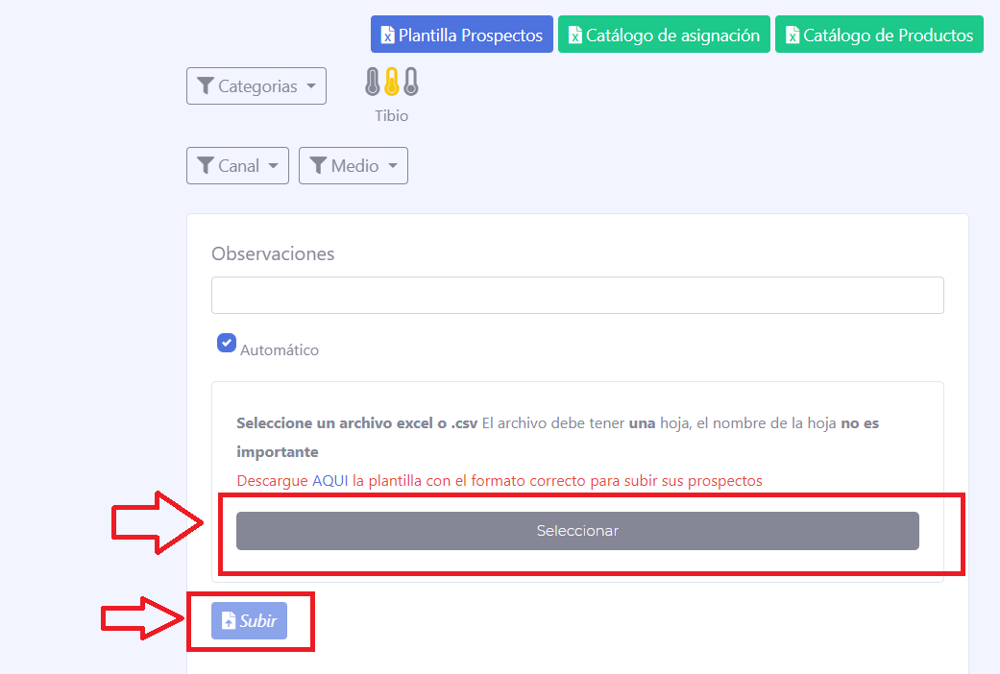 Plantilla Prospectos Catálogo de asignación Catálogo de Productos
Categorias
Tibio
Canal Medio
Observaciones
Automático
Seleccione un archivo excel o .csv El archivo debe tener una hoja, el nombre de la hoja no es
importante
Descargue AQUI la plantilla con el formato correcto para subir sus prospectos
Seleccionar
Subir